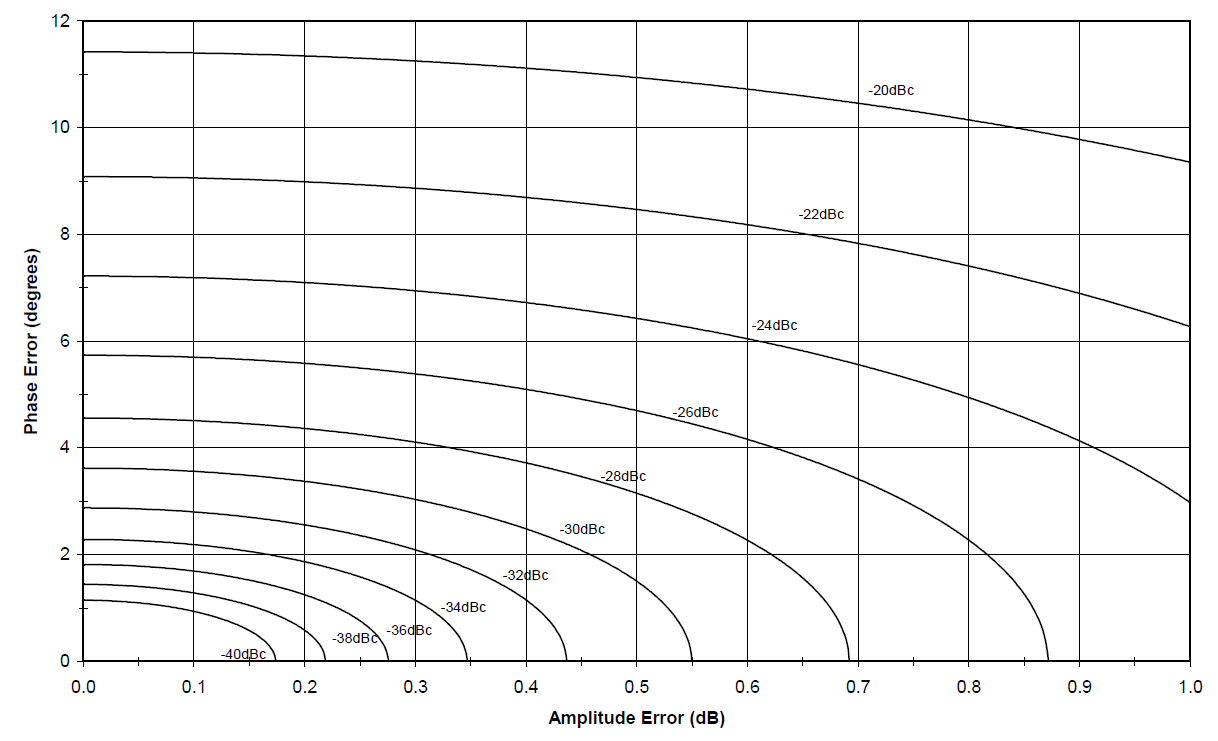 12
-20dBc
10
-22dBc
8
-24dBc
6
-26dBc
4
-28dBc
-30dBc
2
-32dBc
-34dBc
-36dBc
-38dBc
-40dBc
0
Phase Error (degrees)
0.0 0.1 0.2 0.3 0.4 0.5 0.6 0.7 0.8 0.9 1.0
Amplitude Error (dB)